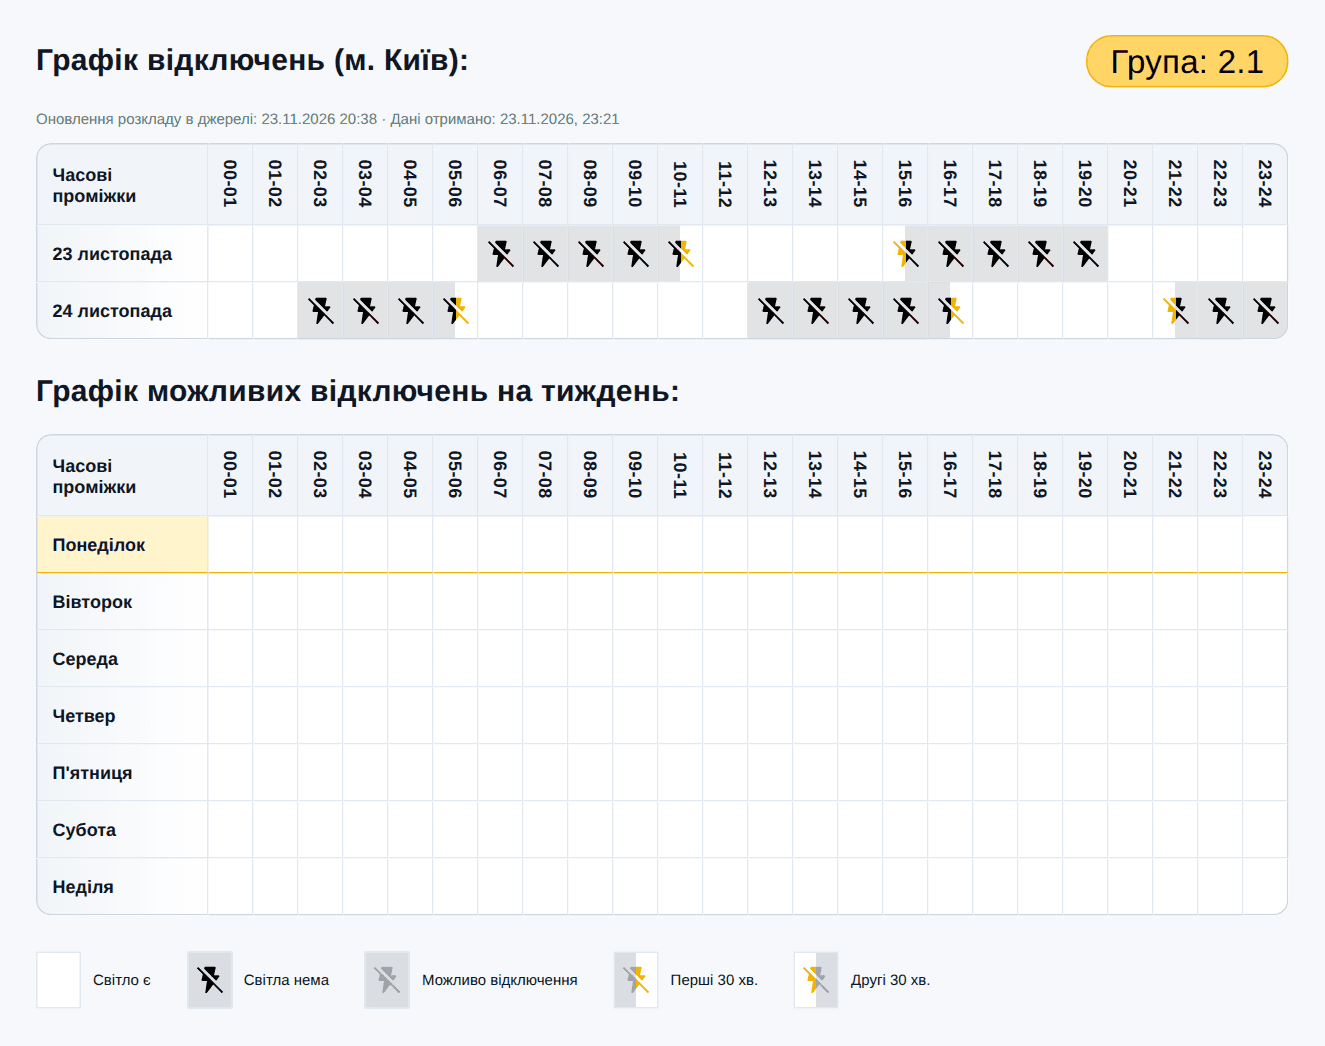 Графік відключень (м. Київ):
Група: 2.1
Оновлення розкладу в джерелі: 23.11.2026 20:38 · Дані отримано: 23.11.2026, 23:21
Часові
проміжки
00-01 01-02 02-03 03-04 04-05 05-06 06-07 07-08 08-09 09-10 10-11 11-12 12-13 13-14 14-15 15-16 16-17 17-18 18-19 19-20 20-21 21-22 22-23 23-24
23 листопада
24 листопада
Графік можливих відключень на тиждень:
Часові
проміжки
00-01 01-02 02-03 03-04 04-05 05-06 06-07 07-08 08-09 09-10 10-11 11-12 12-13 13-14 14-15 15-16 16-17 17-18 18-19 19-20 20-21 21-22 22-23 23-24
Понеділок
Вівторок
Середа
Четвер
П'ятниця
Субота
Неділя
Світло є
Світла нема
Можливо відключення
Перші 30 хв.
Другі 30 хв.